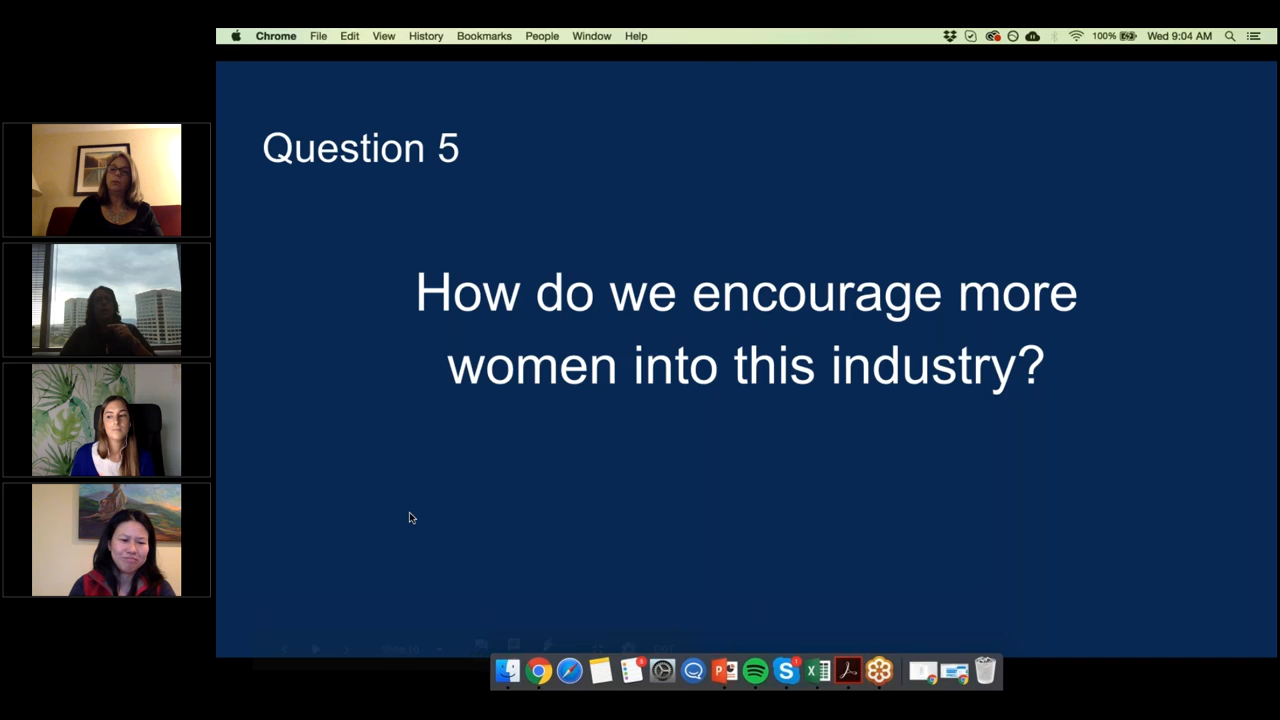 Chrome File Edit View History Bookmarks People Window Help 100% Wed 9:04 AM
Question 5
How do we encourage more
women into this industry?